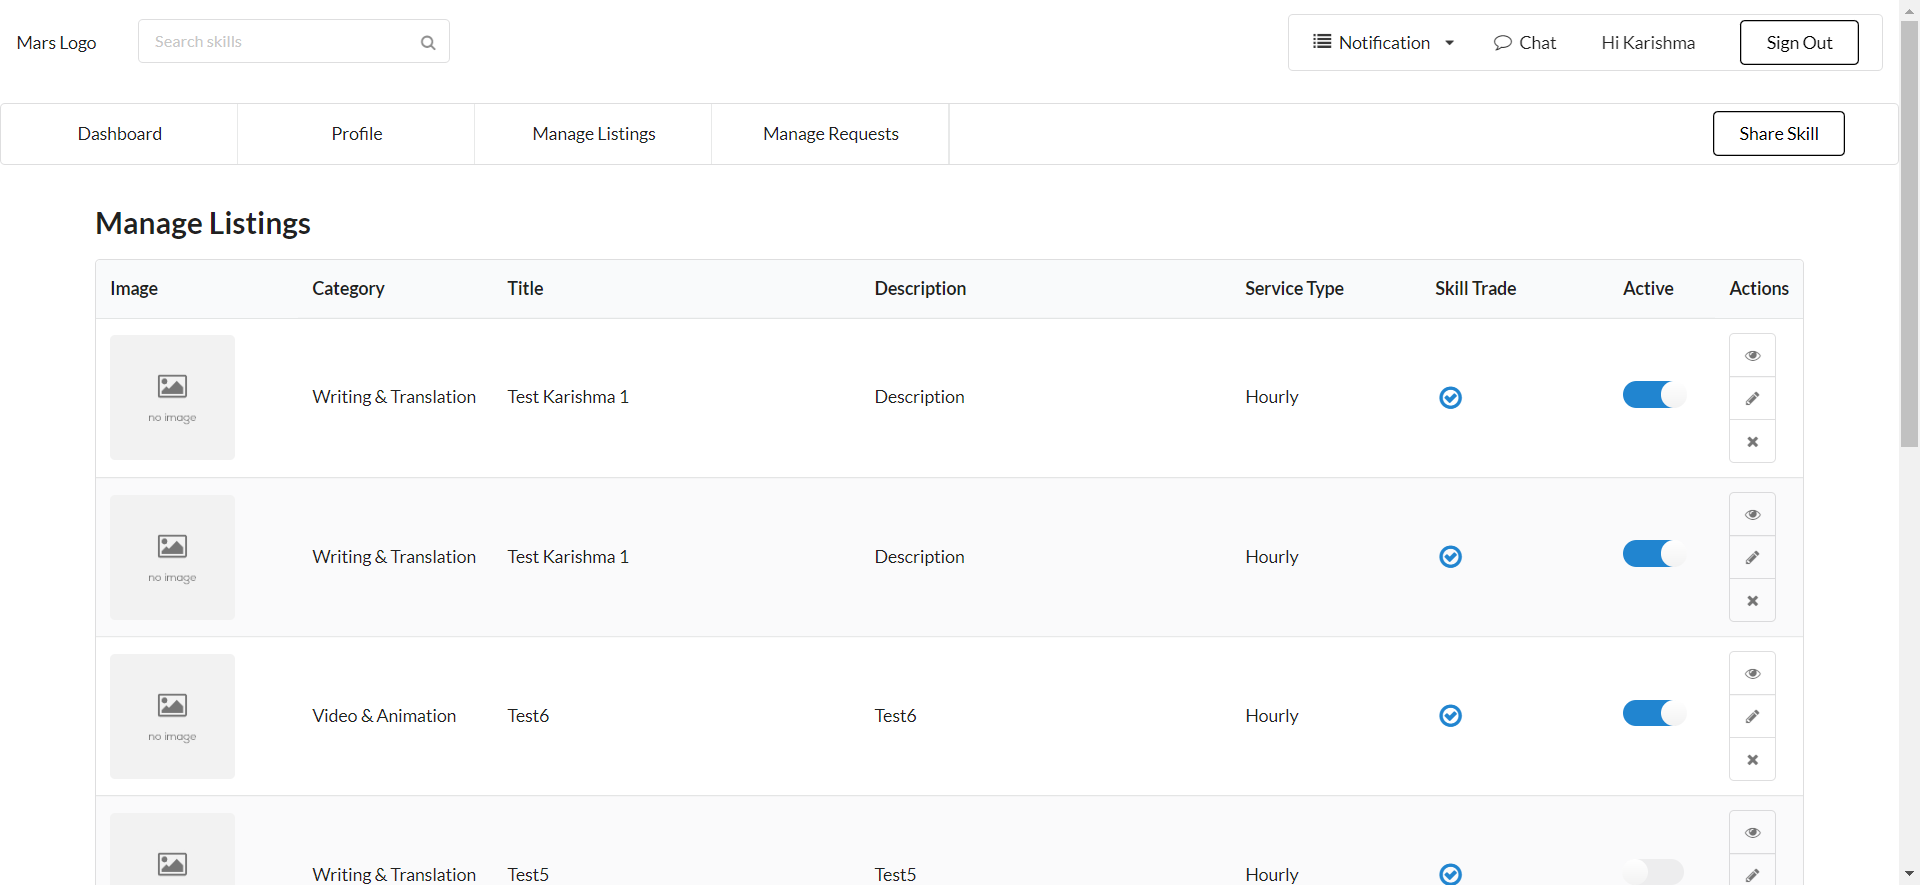 Mars Logo
Search skills
Notification
Chat
Hi Karishma
Sign Out
Dashboard
Profile
Manage Listings
Manage Requests
Share Skill
Manage Listings
Image Category Title Description Service Type Skill Trade Active Actions
no image
Writing & Translation Test Karishma 1 Description Hourly
no image
Writing & Translation Test Karishma 1 Description Hourly
no image
Video & Animation Test6 Test6 Hourly
Writing & Translation Test5 Test5 Hourly